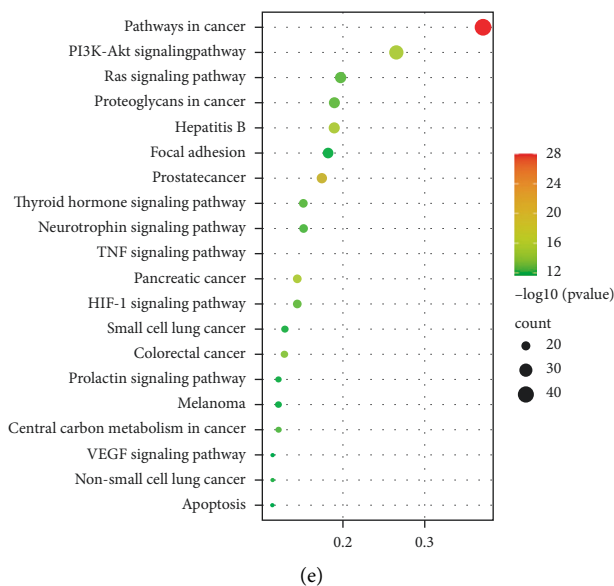 Pathways in cancer
PI3K-Akt signalingpathway
Ras signaling pathway
Proteoglycans in cancer
Hepatitis B
Focal adhesion
Prostatecancer
Thyroid hormone signaling pathway
Neurotrophin signaling pathway
TNF signaling pathway
Pancreatic cancer
HIF-1 signaling pathway
Small cell lung cancer
Colorectal cancer
Prolactin signaling pathway
Melanoma
Central carbon metabolism in cancer
VEGF signaling pathway
Non-small cell lung cancer
Apoptosis
0.2 0.3
28
24
20
16
12
−log10 (pvalue)
count
20
30
40
(e)